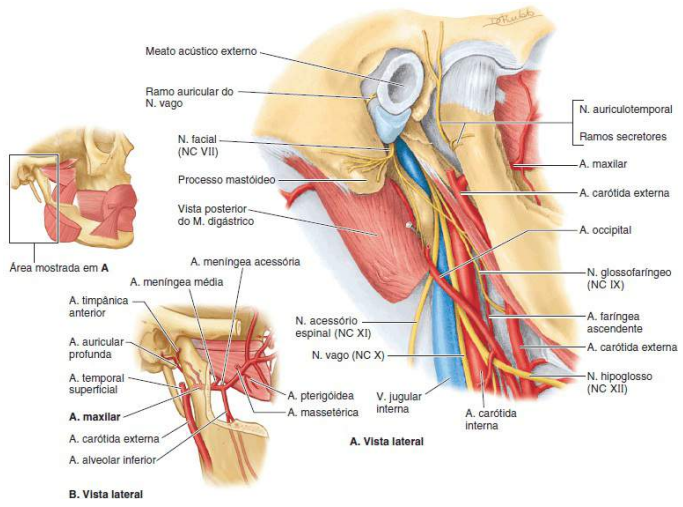 Meato acústico externo
Ramo auricular do
N. vago
N. facial
(NC VII)
Processo mastóideo
Vista posterior
do M. digástrico
N. auriculotemporal
Ramos secretores
A. maxilar
A. carótida externa
A. occipital
N. glossofaríngeo
(NC IX)
A. faríngea
ascendente
A. carótida externa
N. hipoglosso
(NC XII)
N. acessório
espinal (NC XI)
N. vago (NC X)
V. jugular
interna
A. carótida
interna
A. Vista lateral
Área mostrada em A
A. meníngea acessória
A. meníngea média
A. timpânica
anterior
A. auricular
profunda
A. temporal
superficial
A. maxilar
A. carótida externa
A. alveolar inferior
A. pterigóidea
A. massetérica
B. Vista lateral